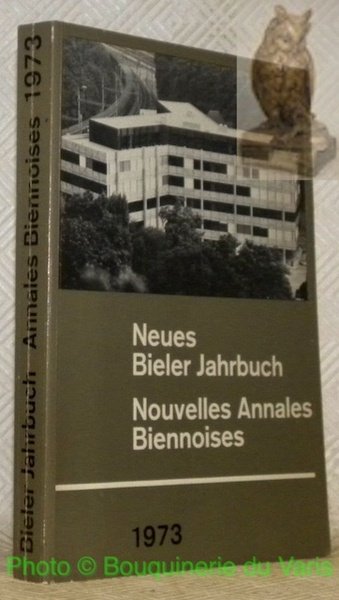 Bieler Jahrbuch Annales Biennoises 1973
Neues
Bieler Jahrbuch
Nouvelles Annales
Biennoises
1973
Photo © Bouquinerie du Varis